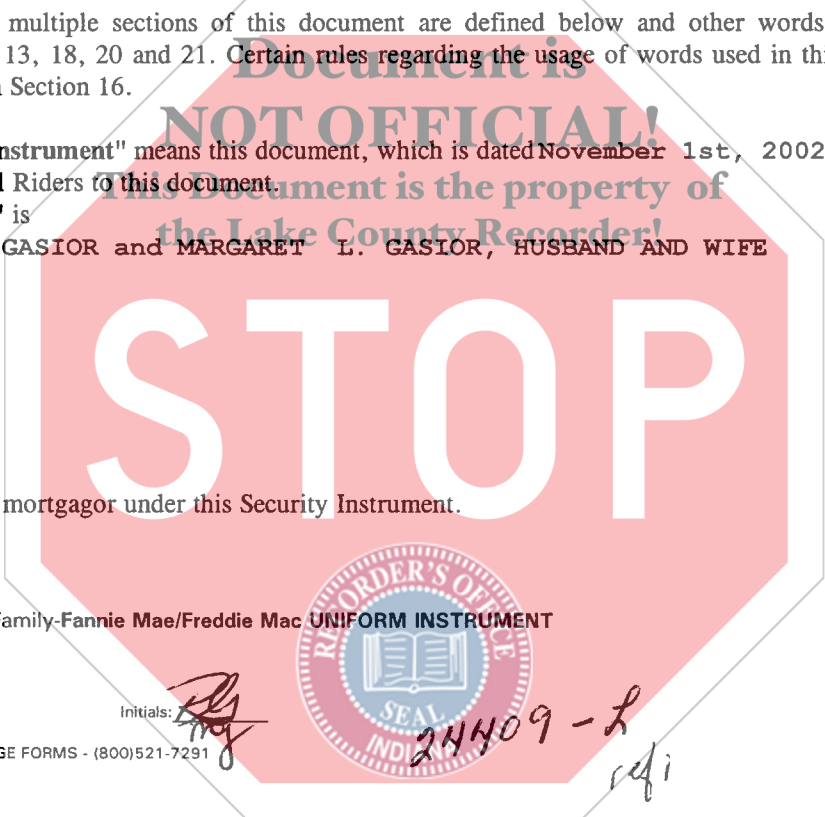 multiple sections of this document are defined below and other words
13, 18, 20 and 21. Certain rules regarding the usage of words used in thi
Section 16.
Document is
NOT OFFICIAL!
This Document is the property of
the Lake County Recorder!
nstrument" means this document, which is dated November 1st, 2002
Riders to this document.
" is
GASIOR and MARGARET L. GASIOR, HUSBAND AND WIFE
STOP
mortgagor under this Security Instrument.
Family-Fannie Mae/Freddie Mac UNIFORM INSTRUMENT
RECORDER'S OFFICE
SEAL
INDIANA
Initials:
24409-L
refi
GE FORMS - (800)521-7291